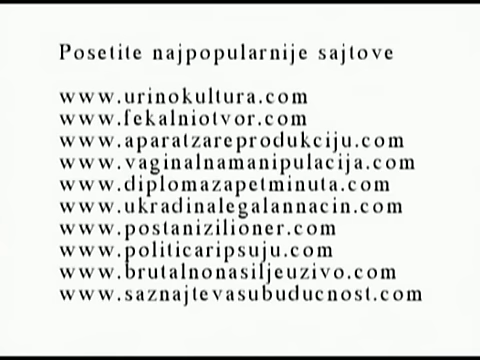 Posetite najpopularnije sajtove
www.urinokultura.com
www.fekalniotvor.com
www.aparatzareprodukciju.com
www.vaginalnamanipulacija.com
www.diplomazapetminuta.com
www.ukradinalegalannacin.com
www.postanizilioner.com
www.politicaripsuju.com
www.brutalnonasiljeuzivo.com
www.saznajtevasubuducnost.com